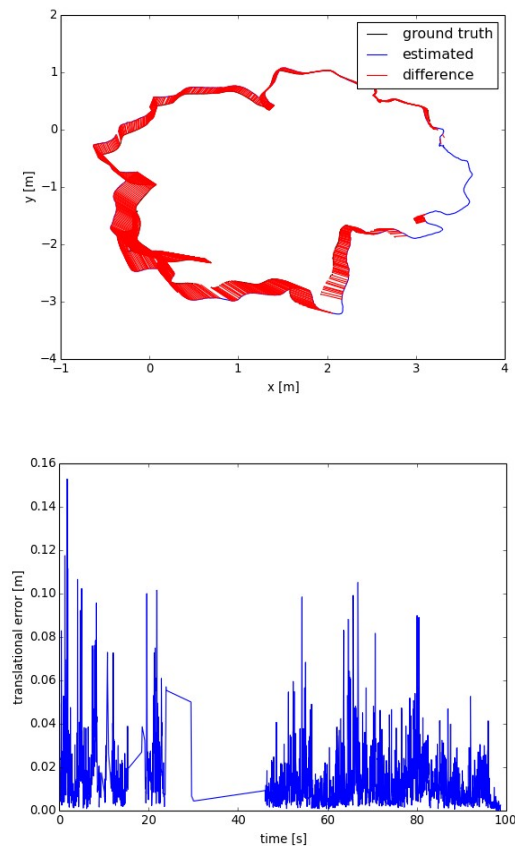 2
ground truth
estimated
1
difference
0
y [m]
−1
−2
−3
−4
−1 0 1 2 3 4
x [m]
0.16
0.14
0.12
0.10
translational error [m]
0.08
0.06
0.04
0.02
0.00
0 20 40 60 80 100
time [s]